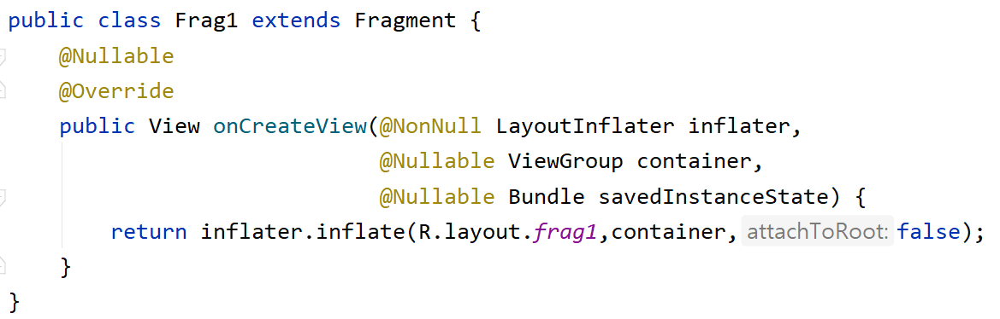 public class Frag1 extends Fragment {
@Nullable
@Override
public View onCreateView(@NonNull LayoutInflater inflater,
@Nullable ViewGroup container,
@Nullable Bundle savedInstanceState) {
return inflater.inflate(R.layout.frag1,container, attachToRoot: false);
}
}